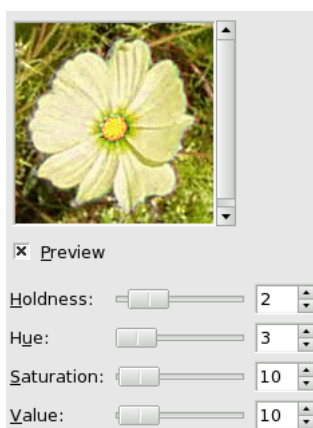 Preview
Holdness: 2
Hue: 3
Saturation: 10
Value: 10